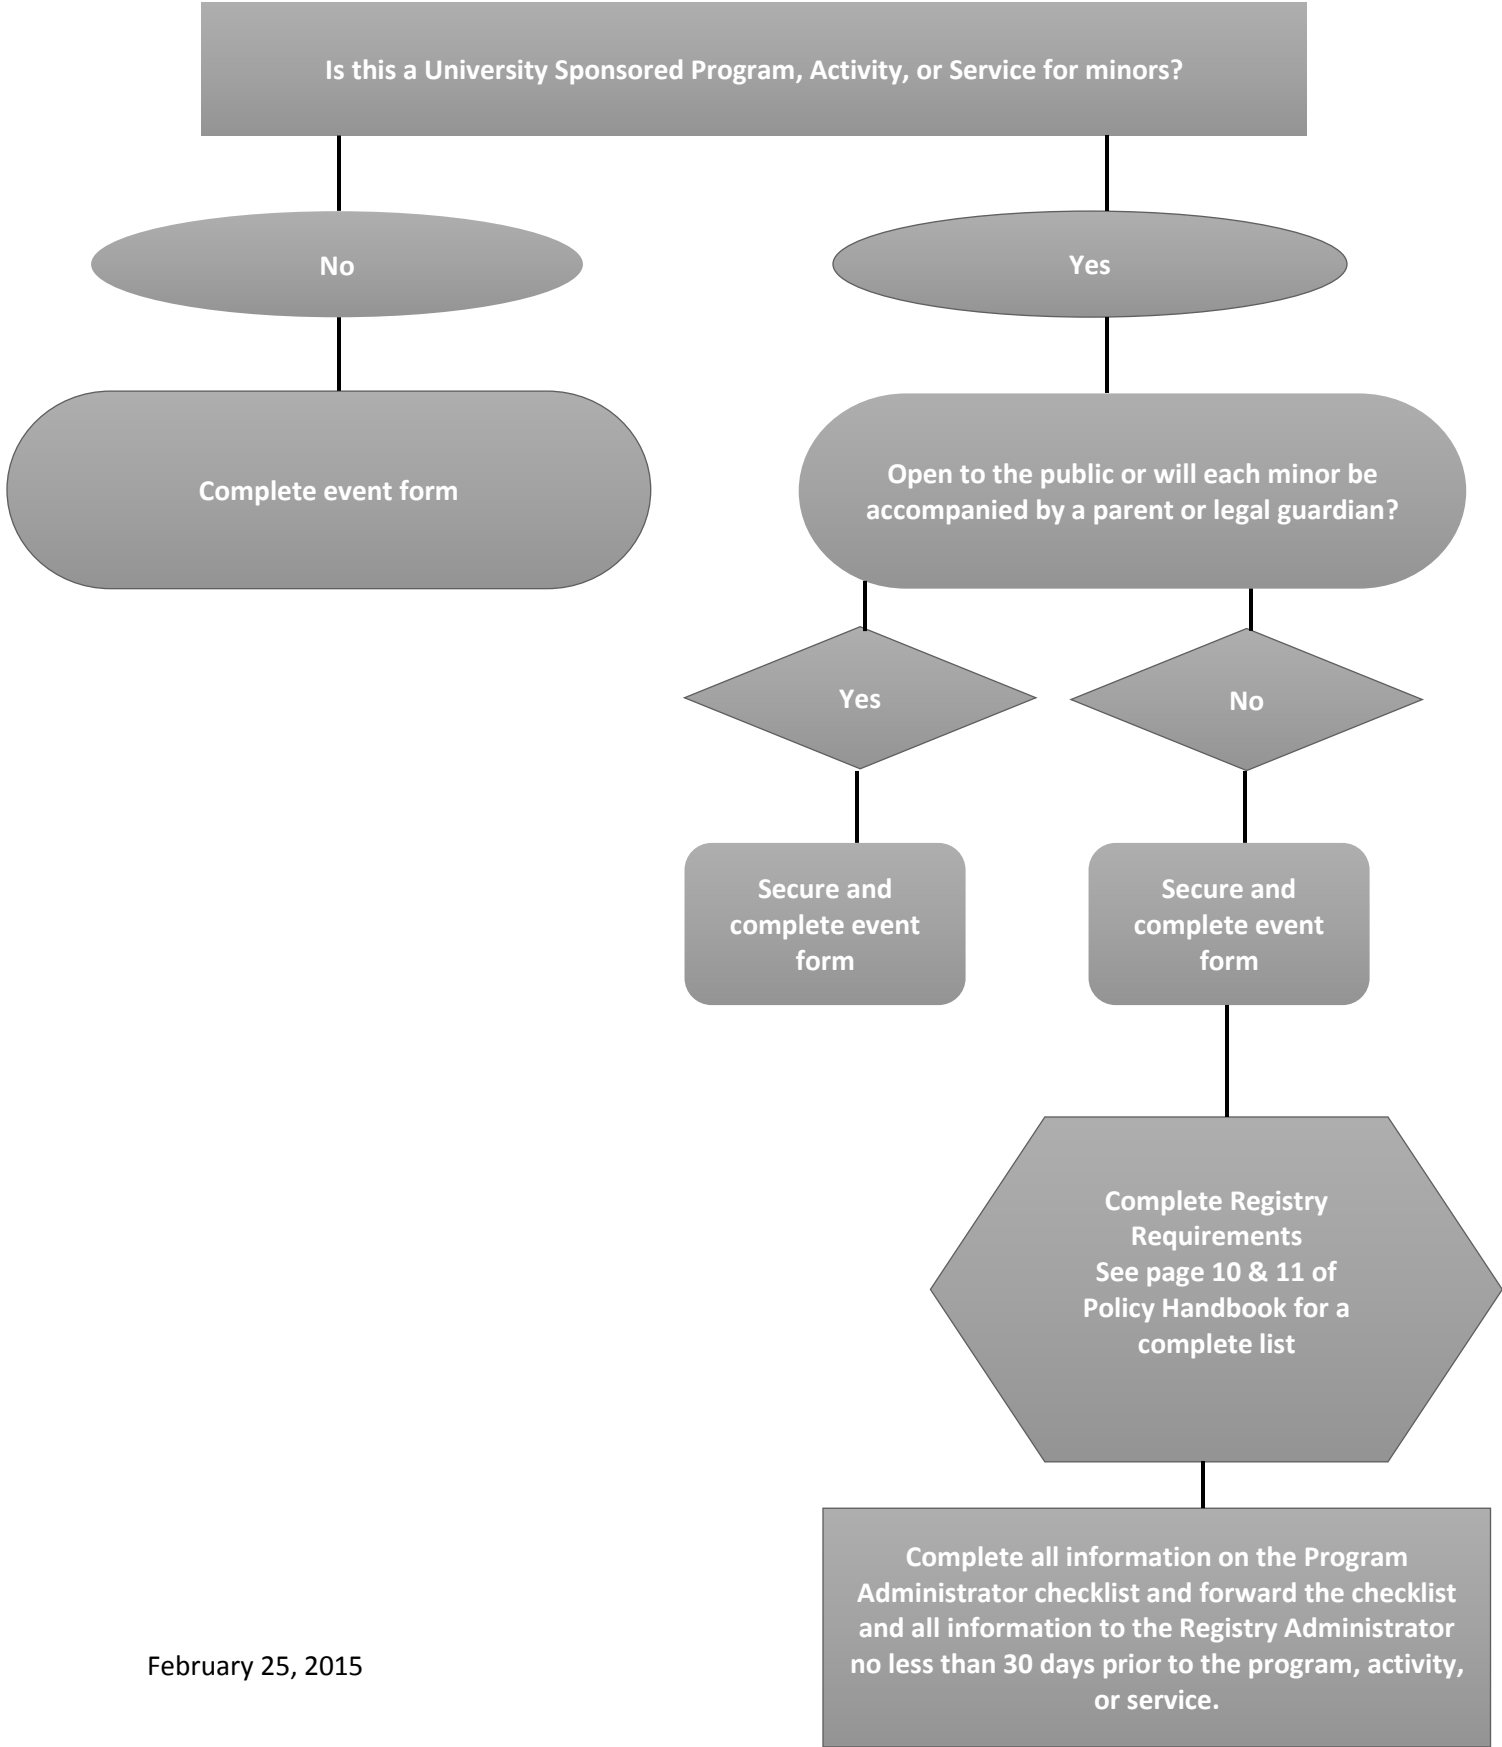 Is this a University Sponsored Program, Activity, or Service for minors?
No
Yes
Complete event form
Open to the public or will each minor be
accompanied by a parent or legal guardian?
Yes
No
Secure and
complete event
form
Secure and
complete event
form
Complete Registry
Requirements
See page 10 & 11 of
Policy Handbook for a
complete list
Complete all information on the Program
Administrator checklist and forward the checklist
and all information to the Registry Administrator
no less than 30 days prior to the program, activity,
or service.
February 25, 2015